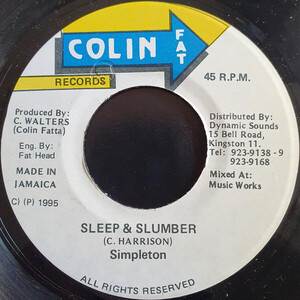 COLIN FAT
RECORDS
45 R.P.M.
Produced By:
C. WALTERS
(Colin Fatta)
Eng. By:
Fat Head
MADE IN
JAMAICA
C) (P) 1995
Distributed By:
Dynamic Sounds
15 Bell Road,
Kingston 11.
Tel: 923-9138 - 9
923-9168
Mixed At:
Music Works
SLEEP & SLUMBER
(C. HARRISON)
Simpleton
ALL RIGHTS RESERVED